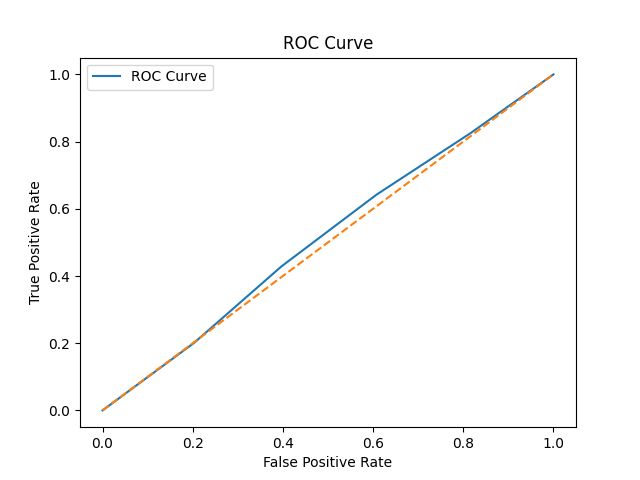 ROC Curve
ROC Curve
1.0
0.8
0.6
0.4
0.2
0.0
True Positive Rate
0.0 0.2 0.4 0.6 0.8 1.0
False Positive Rate